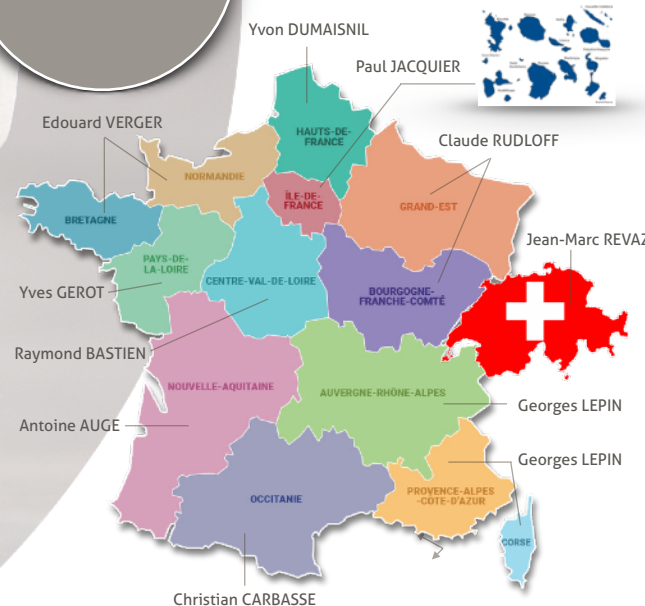 Yvon DUMAISNIL
Paul JACQUIER
Edouard VERGER
HAUTS-DE-
FRANCE
Claude RUDLOFF
NORMANDIE
ÎLE-DE-
FRANCE
GRAND-EST
BRETAGNE
Jean-Marc REVAZ
PAYS-DE-
LA-LOIRE
CENTRE-VAL-DE-LOIRE
BOURGOGNE-
FRANCHE-COMTÉ
Yves GEROT
Raymond BASTIEN
NOUVELLE-AQUITAINE
AUVERGNE-RHÔNE-ALPES
Georges LEPIN
Antoine AUGE
Georges LEPIN
OCCITANIE
PROVENCE-ALPES
-CÔTE-D'AZUR
CORSE
Christian CARBASSE